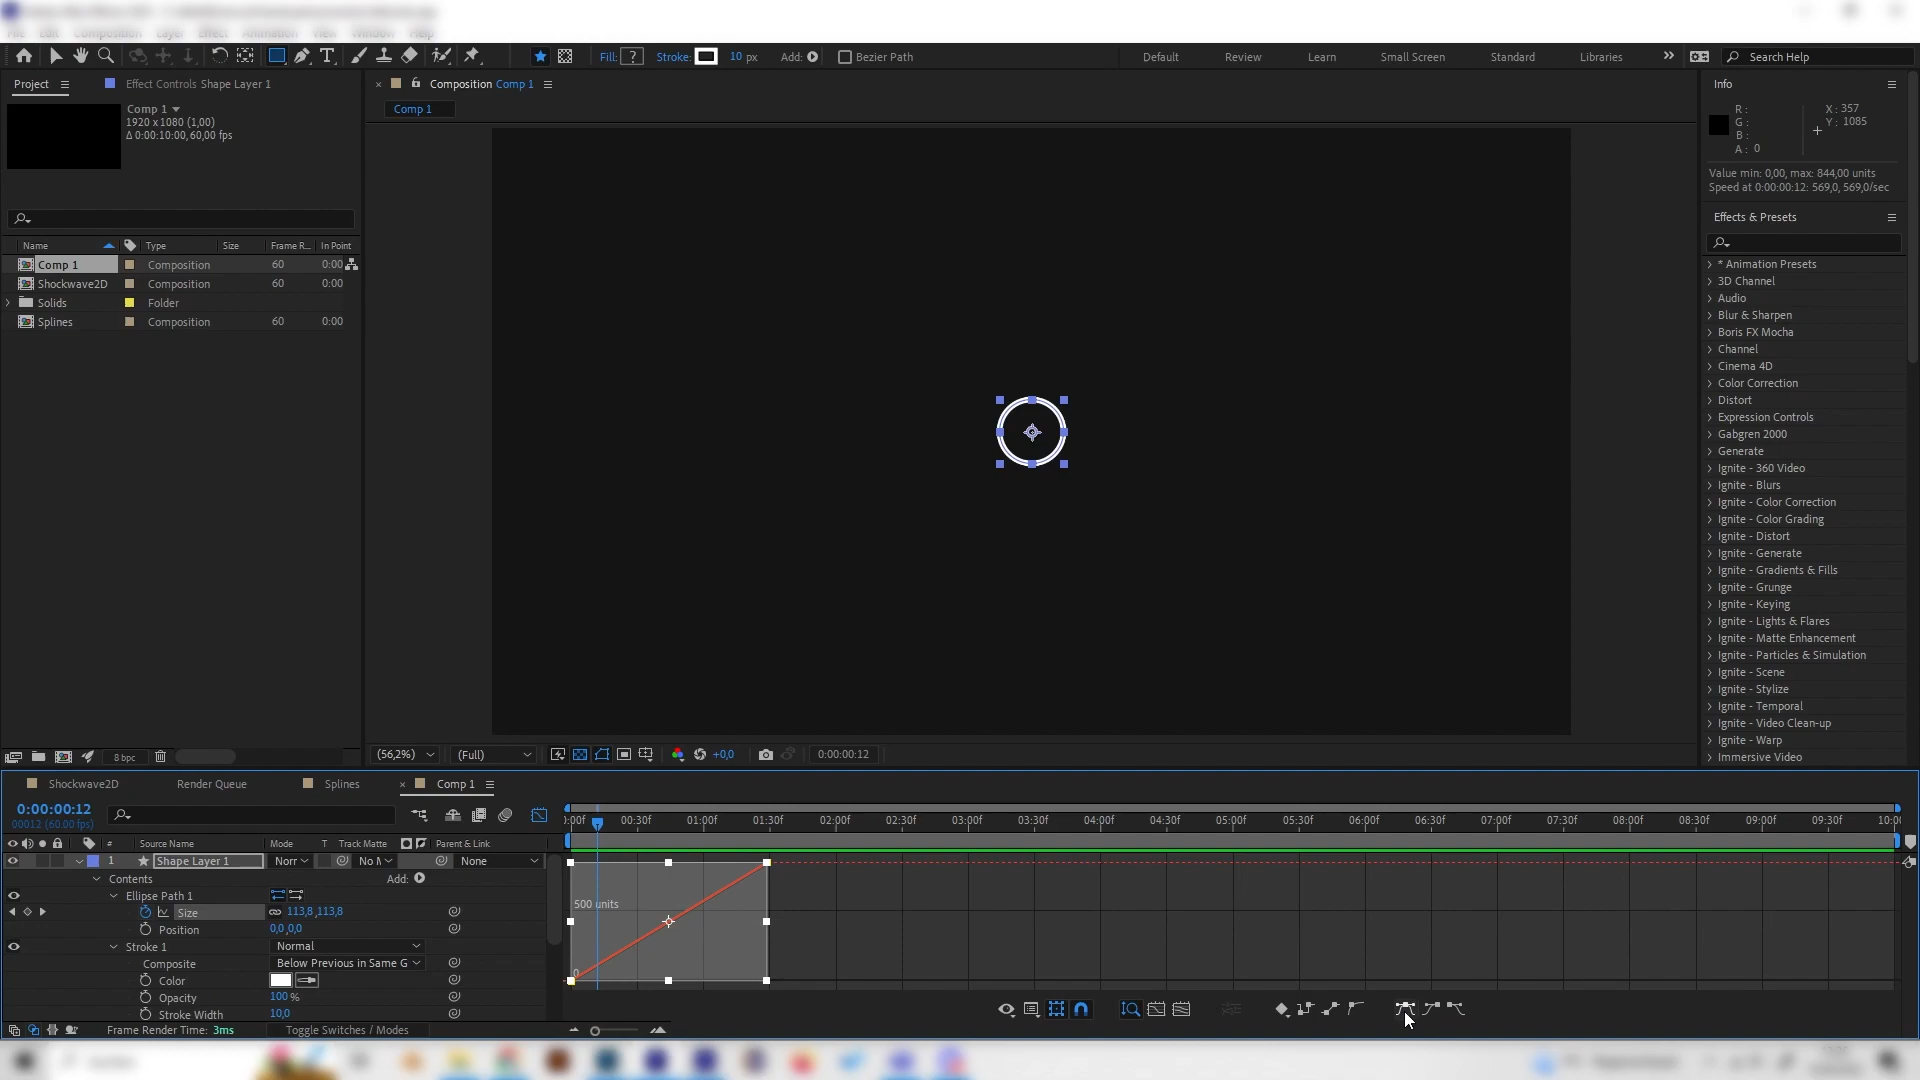 Fill: ?
Stroke:
10 px
Add:
Bezier Path
Default
Review
Learn
Small Screen
Standard
Libraries
Search Help
Project
Effect Controls Shape Layer 1
Composition Comp 1
Info
Comp 1
1920 x 1080 (1,00)
Δ 0:00:10:00, 60,00 fps
Comp 1
R :
G :
B :
A : 0
X : 357
Y : 1085
Value min: 0,00, max: 844,00 units
Speed at 0:00:00:12: 569,0, 569,0/sec
Effects & Presets
Name
Type
Size
Frame R...
In Point
Comp 1
Composition
60
0:00
Shockwave2D
Composition
60
0:00
Solids
Folder
Splines
Composition
60
0:00
* Animation Presets
3D Channel
Audio
Blur & Sharpen
Boris FX Mocha
Channel
Cinema 4D
Color Correction
Distort
Expression Controls
Gabgren 2000
Generate
Ignite - 360 Video
Ignite - Blurs
Ignite - Color Correction
Ignite - Color Grading
Ignite - Distort
Ignite - Generate
Ignite - Gradients & Fills
Ignite - Grunge
Ignite - Keying
Ignite - Lights & Flares
Ignite - Matte Enhancement
Ignite - Particles & Simulation
Ignite - Scene
Ignite - Stylize
Ignite - Temporal
Ignite - Video Clean-up
Ignite - Warp
Immersive Video
8 bpc
(56,2%)
(Full)
+0,0
0:00:00:12
Shockwave2D
Render Queue
Splines
Comp 1
0:00:00:12
00012 (60.00 fps)
:00f
00:30f
01:00f
01:30f
02:00f
02:30f
03:00f
03:30f
04:00f
04:30f
05:00f
05:30f
06:00f
06:30f
07:00f
07:30f
08:00f
08:30f
09:00f
09:30f
10:00
#
Source Name
Mode
T
Track Matte
Parent & Link
1
Shape Layer 1
Norr
No M
None
Contents
Add:
Ellipse Path 1
Size
113,8,113,8
500 units
Position
0,0,0,0
Stroke 1
Normal
Composite
Below Previous in Same G
0
Color
Opacity
100 %
Stroke Width
10,0
Frame Render Time: 3ms
Toggle Switches / Modes